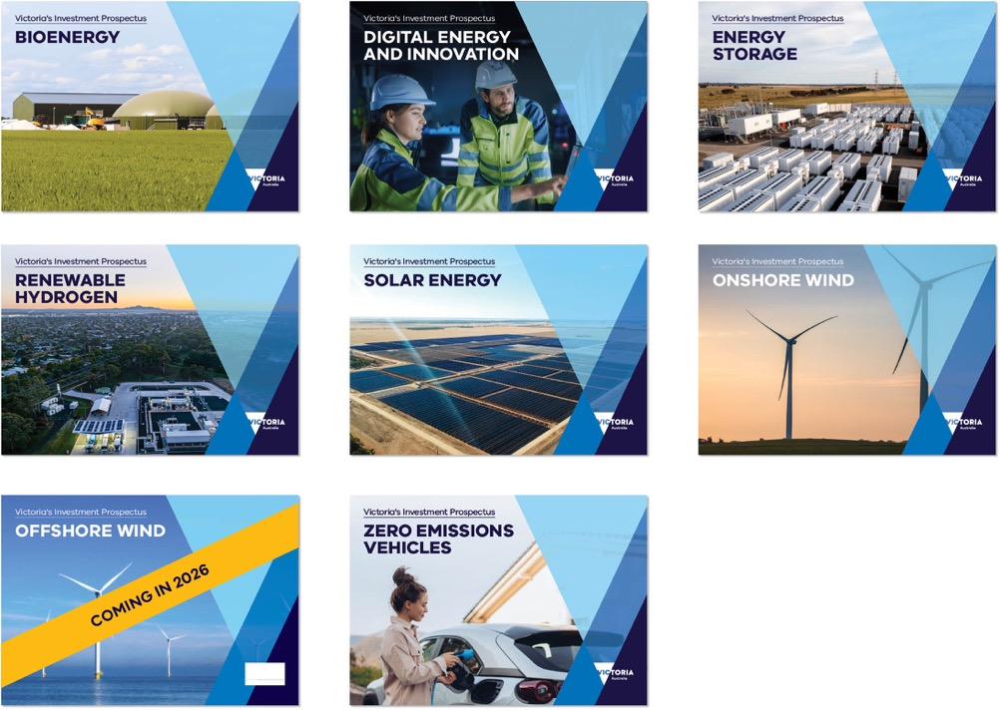 Victoria's Investment Prospectus
BIOENERGY
VICTORIA
Australia
Victoria's Investment Prospectus
DIGITAL ENERGY
AND INNOVATION
VICTORIA
Australia
Victoria's Investment Prospectus
ENERGY
STORAGE
VICTORIA
Australia
Victoria's Investment Prospectus
RENEWABLE
HYDROGEN
VICTORIA
Australia
Victoria's Investment Prospectus
SOLAR ENERGY
VICTORIA
Australia
Victoria's Investment Prospectus
ONSHORE WIND
VICTORIA
Australia
Victoria's Investment Prospectus
OFFSHORE WIND
COMING IN 2026
Victoria's Investment Prospectus
ZERO EMISSIONS
VEHICLES
VICTORIA
Australia